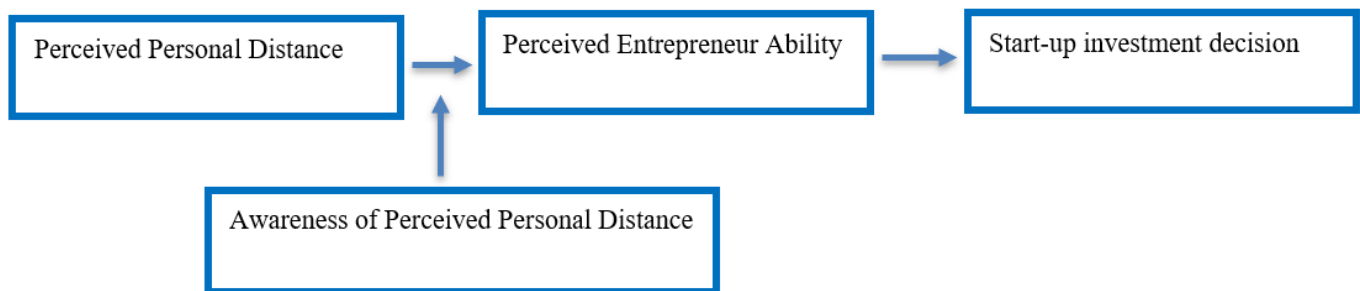 Perceived Personal Distance
Perceived Entrepreneur Ability
Start-up investment decision
Awareness of Perceived Personal Distance